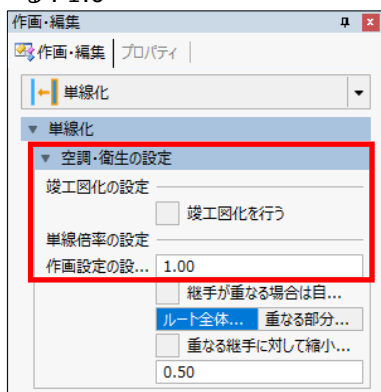 作画・編集
作画・編集 プロパティ
単線化
単線化
空調・衛生の設定
竣工図化の設定
竣工図化を行う
単線倍率の設定
作画設定の設... 1.00
継手が重なる場合は自...
ルート全体... 重なる部分...
重なる継手に対して縮小...
0.50